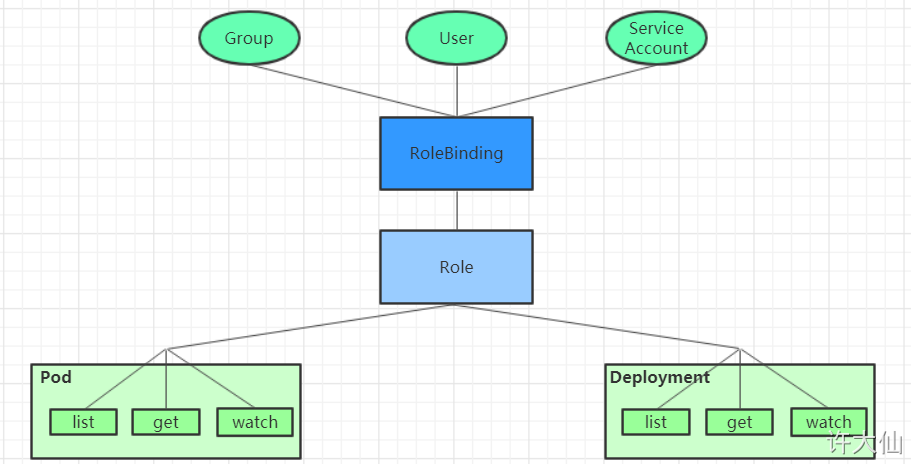 Group
User
Service
Account
RoleBinding
Role
Pod
list
get
watch
Deployment
list
get
watch
许大仙